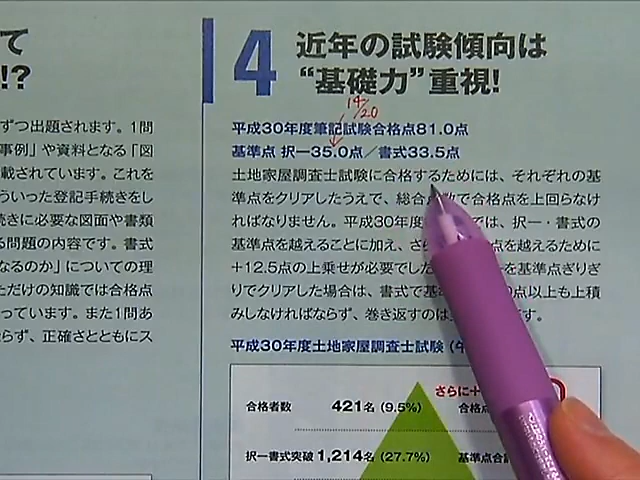 て
!?
ずつ出題されます。1問
事例」や資料となる「図
載されています。これを
ういった登記手続きをし
続きに必要な図面や書類
る問題の内容です。書式
なるのか」についての理
ただけの知識では合格点
っています。また1問あ
らず、正確さとともにス
4 近年の試験傾向は
“基礎力”重視!
14/20
平成30年度筆記試験合格点81.0点
基準点 択一35.0点/書式33.5点
土地家屋調査士試験に合格するためには、それぞれの基
準点をクリアしたうえで、総合点数で合格点を上回らなけ
ればなりません。平成30年度 では、択一・書式の
基準点を越えることに加え、さら 点を越えるために
+12.5点の上乗せが必要でした を基準点ぎりぎ
りでクリアした場合は、書式で基 点以上も上積
みしなければならず、巻き返すのは す。
平成30年度土地家屋調査士試験
さらに+
合格者数 421名(9.5%) 合格点
択一書式突破 1,214名(27.7%) 基準点合計